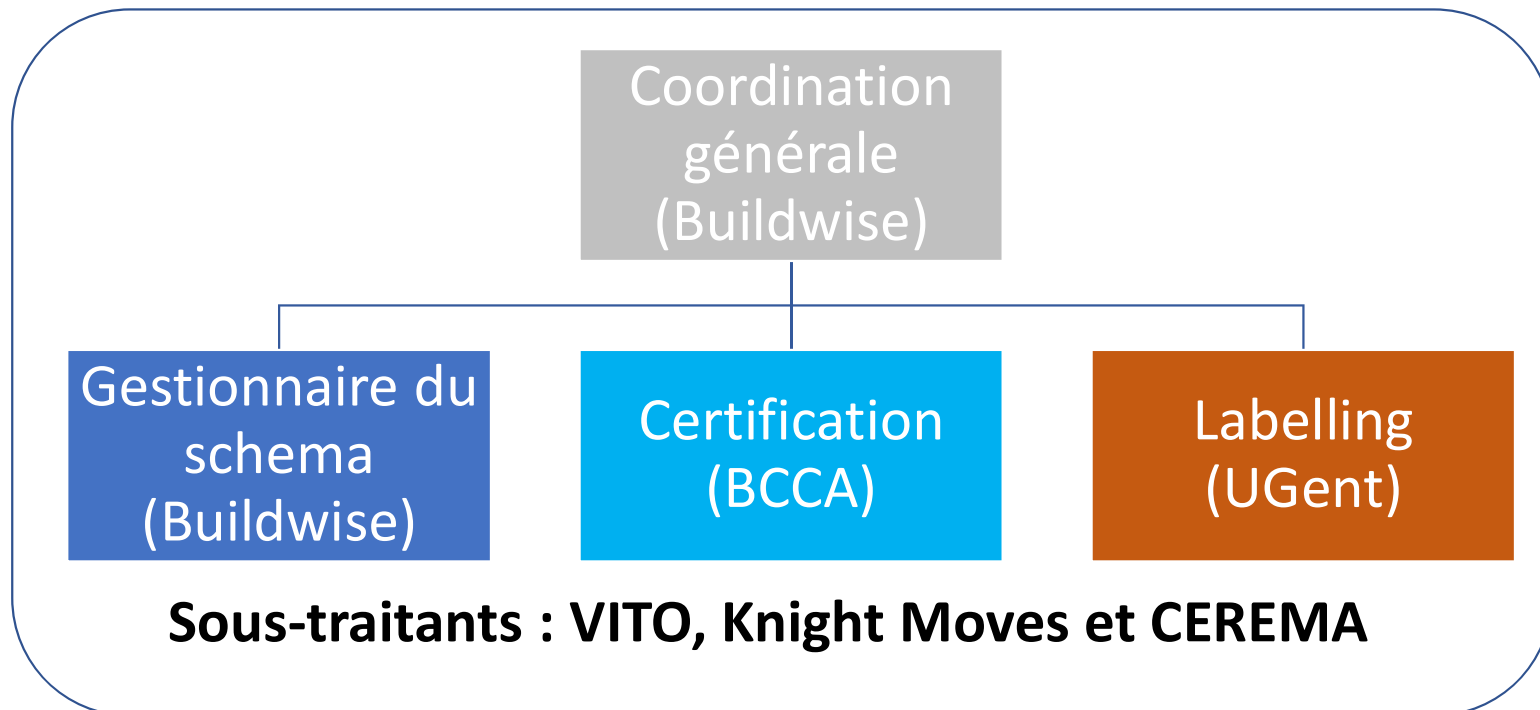 Coordination
générale
(Buildwise)
Gestionnaire du
schema
(Buildwise)
Certification
(BCCA)
Labelling
(UGent)
Sous-traitants : VITO, Knight Moves et CEREMA